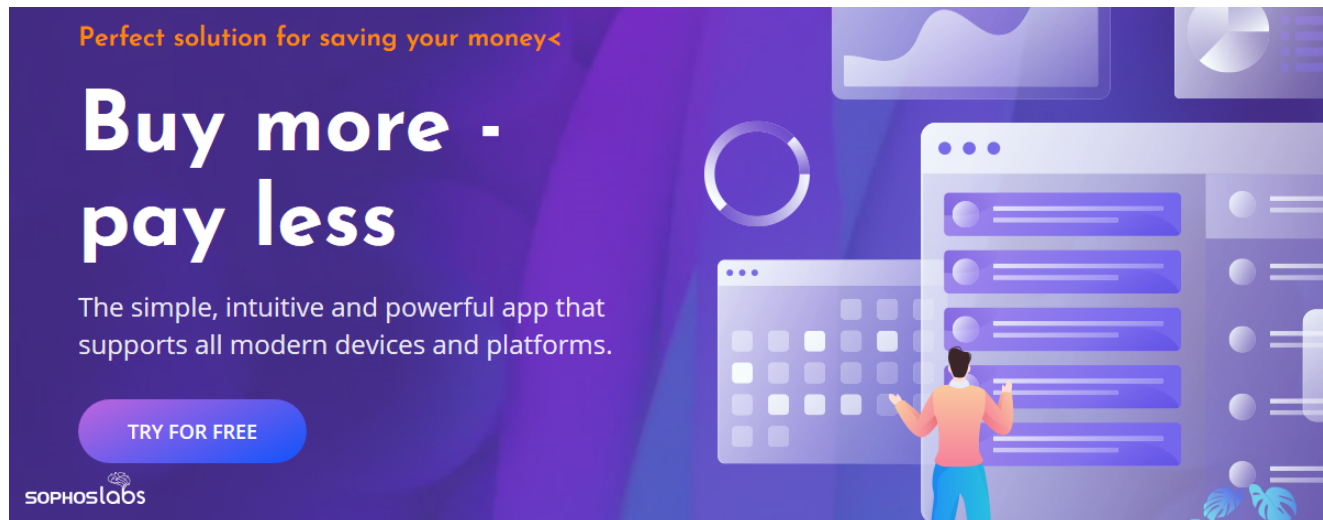 Perfect solution for saving your money<
Buy more -
pay less
The simple, intuitive and powerful app that
supports all modern devices and platforms.
TRY FOR FREE
SOPHOSlabs